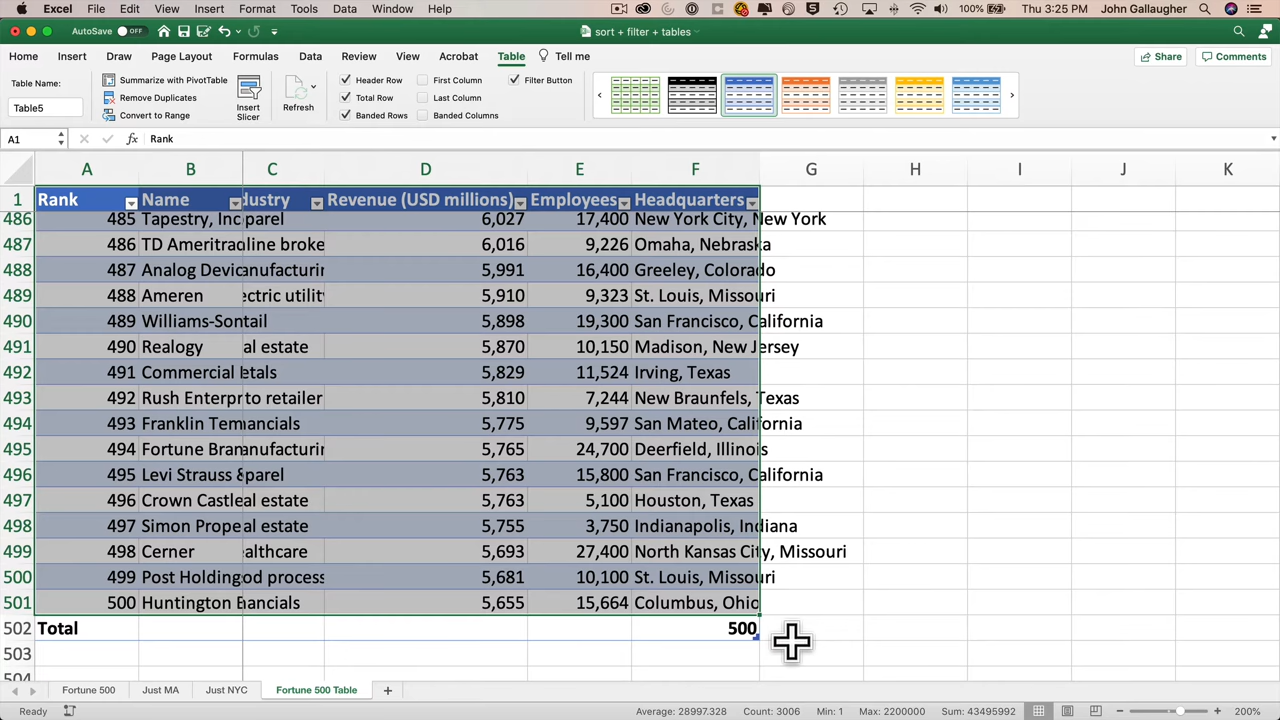 Excel File Edit View Insert Format Tools Data Window Help 100% Thu 3:25 PM John Gallaugher
AutoSave OFF sort + filter + tables
Home Insert Draw Page Layout Formulas Data Review View Acrobat Table Tell me Share Comments
Table Name: Summarize with PivotTable Header Row First Column Filter Button
Table5 Remove Duplicates Insert Slicer Refresh Total Row Last Column
Convert to Range Banded Rows Banded Columns
A1 fx Rank
A B C D E F G H I J K
1 Rank Name dustry Revenue (USD millions) Employees Headquarters
486 485 Tapestry, Inc parel 6,027 17,400 New York City, New York
487 486 TD Ameritra dline broke 6,016 9,226 Omaha, Nebraska
488 487 Analog Devic anufacturin 5,991 16,400 Greeley, Colorado
489 488 Ameren ectric utility 5,910 9,323 St. Louis, Missouri
490 489 Williams-Son tail 5,898 19,300 San Francisco, California
491 490 Realogy al estate 5,870 10,150 Madison, New Jersey
492 491 Commercial etals 5,829 11,524 Irving, Texas
493 492 Rush Enterpr to retailer 5,810 7,244 New Braunfels, Texas
494 493 Franklin Tem ancials 5,775 9,597 San Mateo, California
495 494 Fortune Bran anufacturin 5,765 24,700 Deerfield, Illinois
496 495 Levi Strauss & parel 5,763 15,800 San Francisco, California
497 496 Crown Castle al estate 5,763 5,100 Houston, Texas
498 497 Simon Prope al estate 5,755 3,750 Indianapolis, Indiana
499 498 Cerner althcare 5,693 27,400 North Kansas City, Missouri
500 499 Post Holding od process 5,681 10,100 St. Louis, Missouri
501 500 Huntington B ancials 5,655 15,664 Columbus, Ohio
502 Total 500
503
504
Fortune 500 Just MA Just NYC Fortune 500 Table +
Ready Average: 28997.328 Count: 3006 Min: 1 Max: 2200000 Sum: 43495992 200%